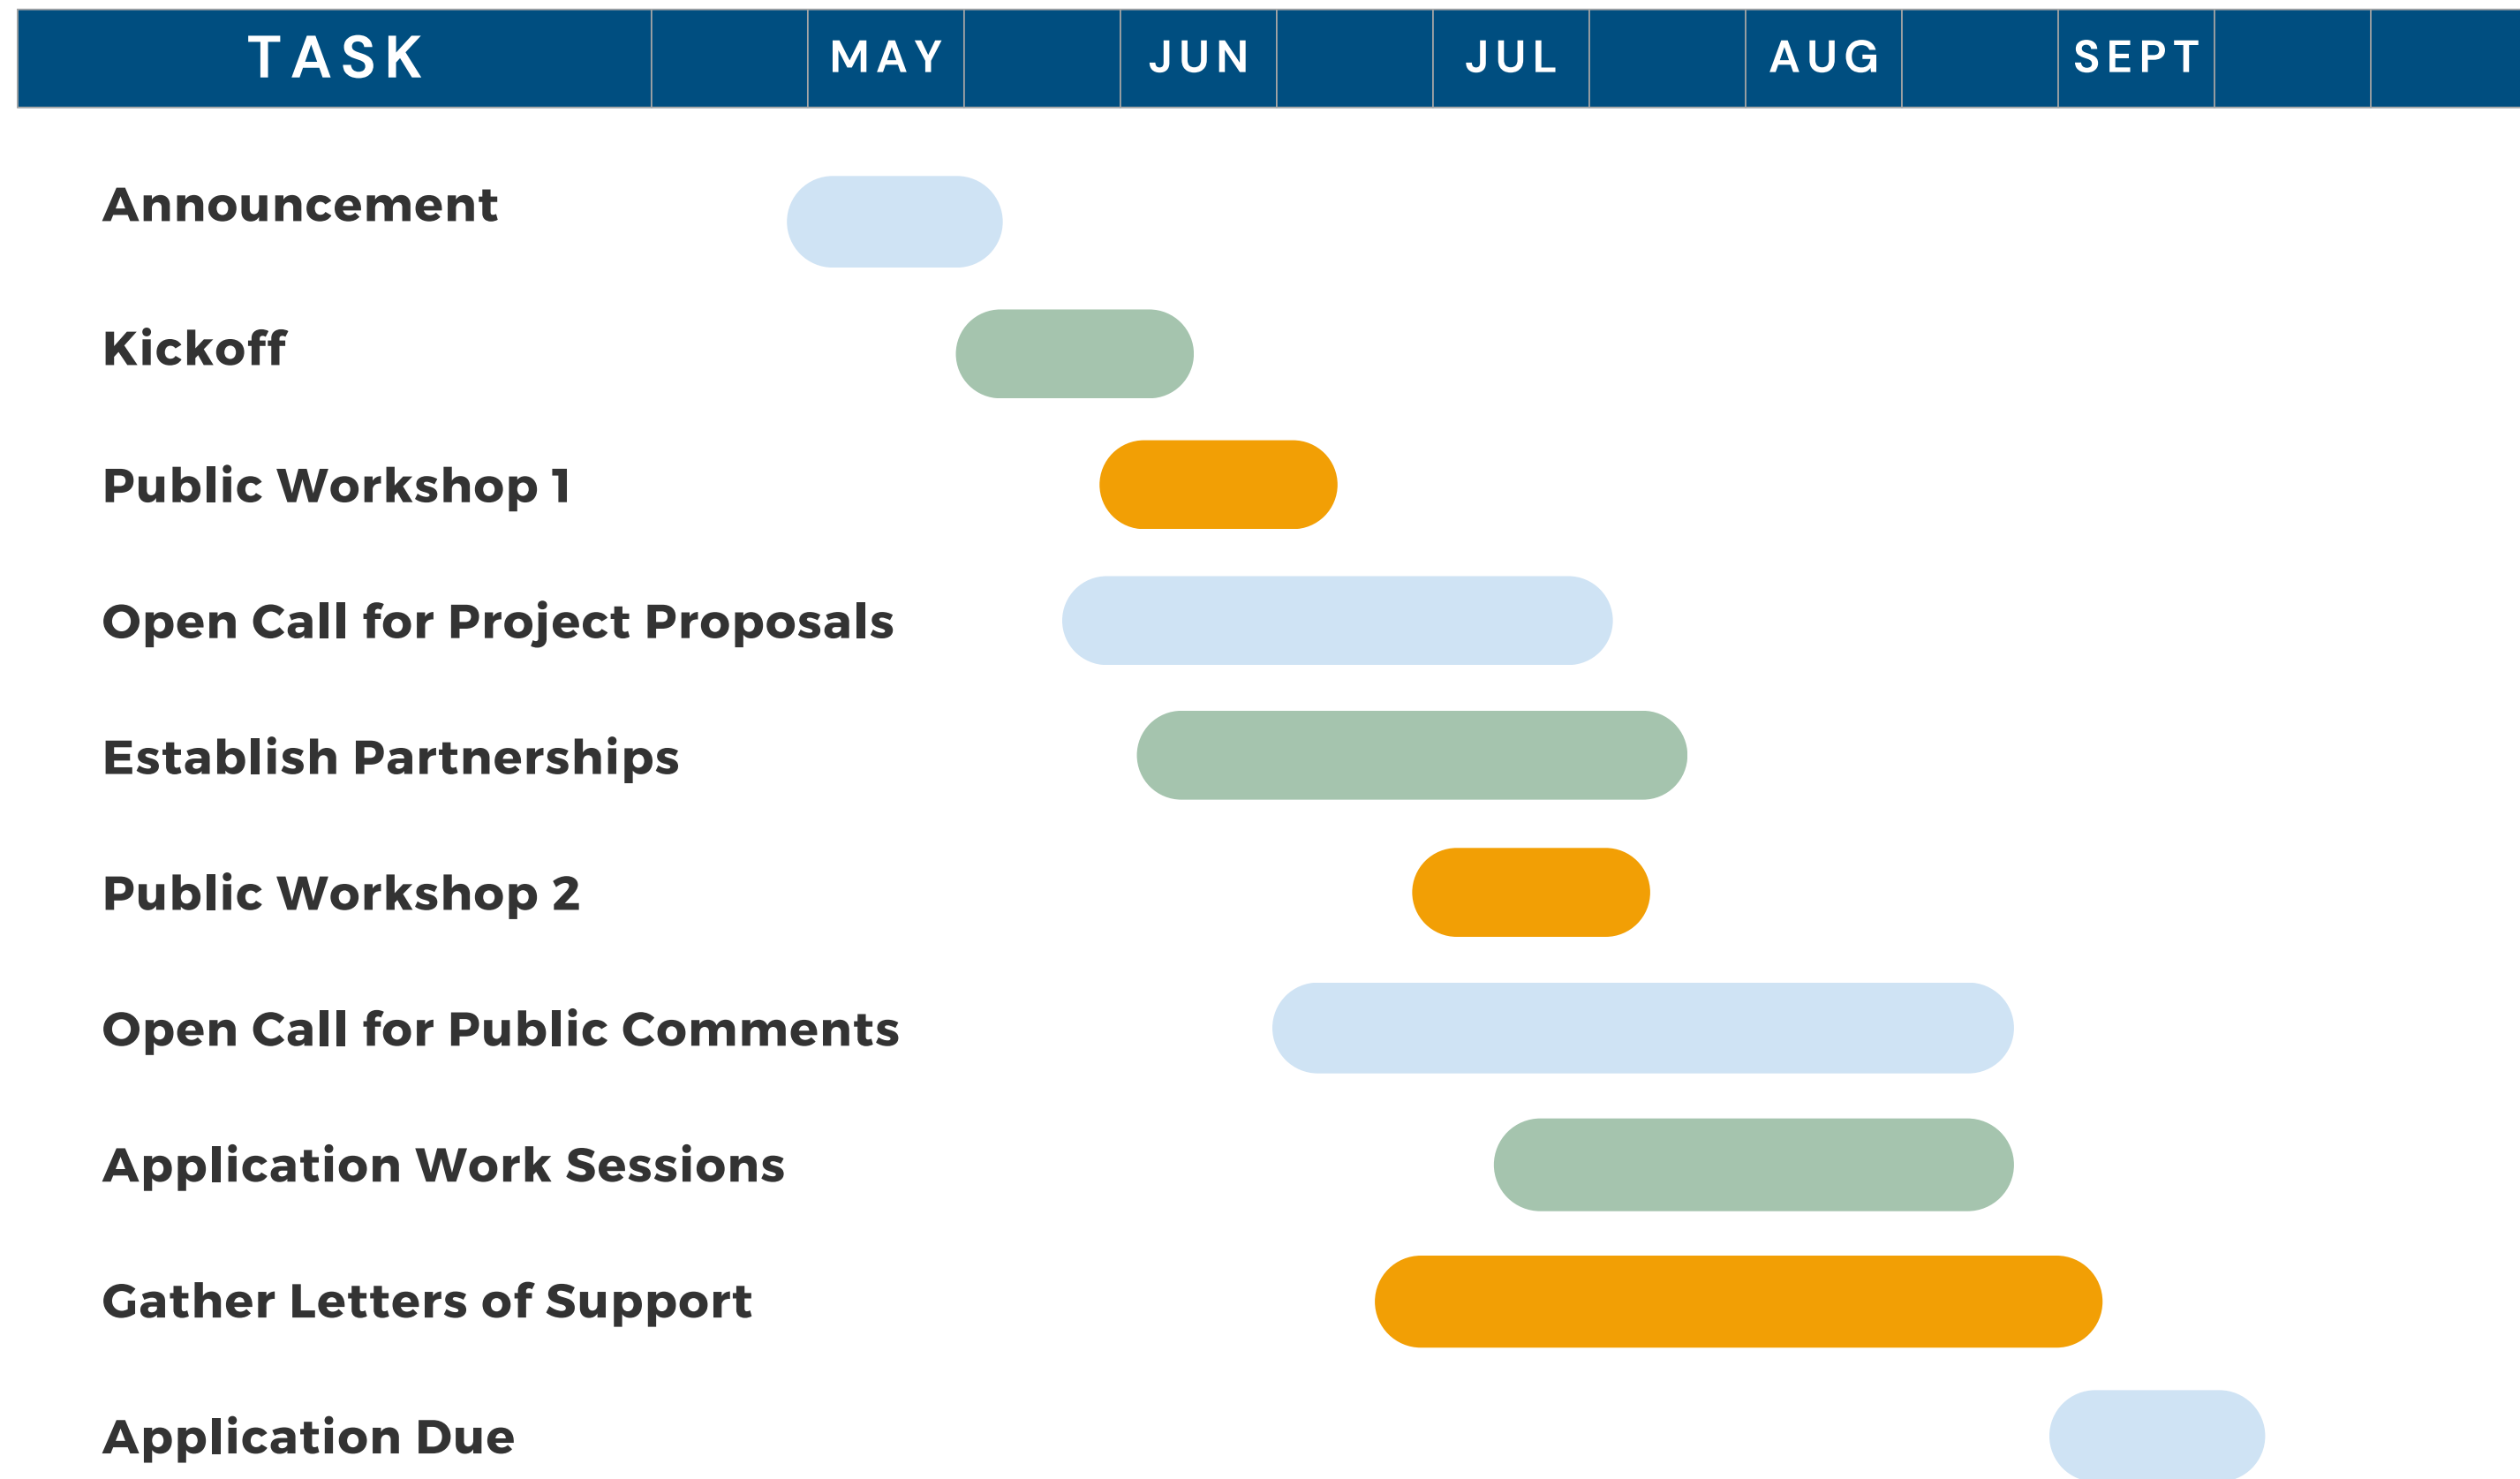 TASK MAY JUN JUL AUG SEPT
Announcement
Kickoff
Public Workshop 1
Open Call for Project Proposals
Establish Partnerships
Public Workshop 2
Open Call for Public Comments
Application Work Sessions
Gather Letters of Support
Application Due